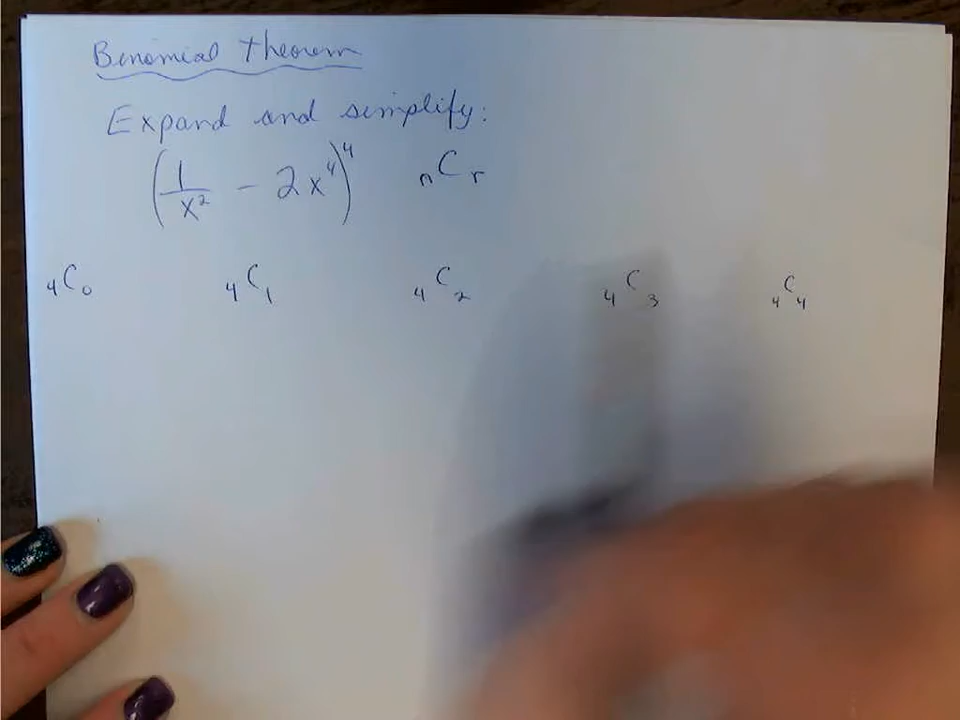 Binomial theorem
Expand and simplify:
(1/x² - 2x⁴)⁴ ₙCᵣ
₄C₀ ₄C₁ ₄C₂ ₄C₃ ₄C₄